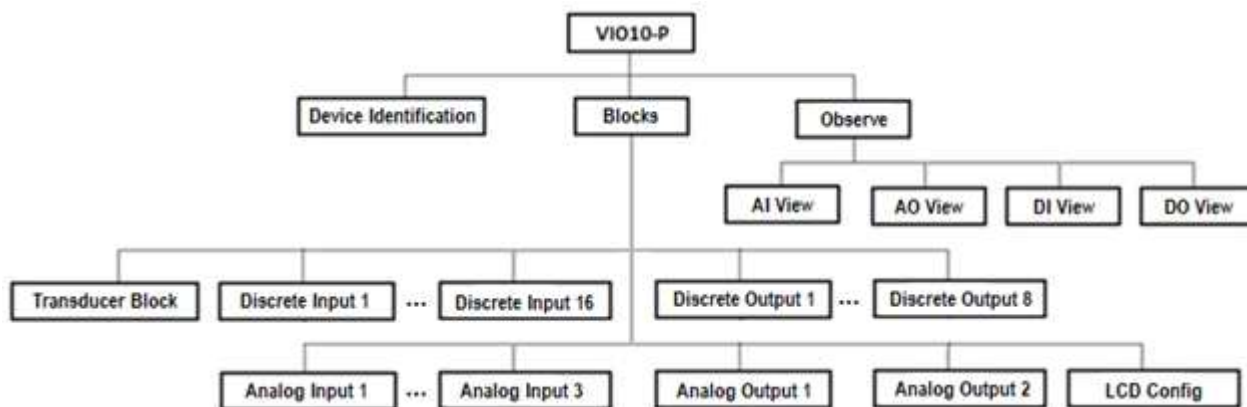 VIO10-P
Device Identification
Blocks
Observe
AI View
AO View
DI View
DO View
Transducer Block
Discrete Input 1
...
Discrete Input 16
Discrete Output 1
...
Discrete Output 8
Analog Input 1
...
Analog Input 3
Analog Output 1
Analog Output 2
LCD Config